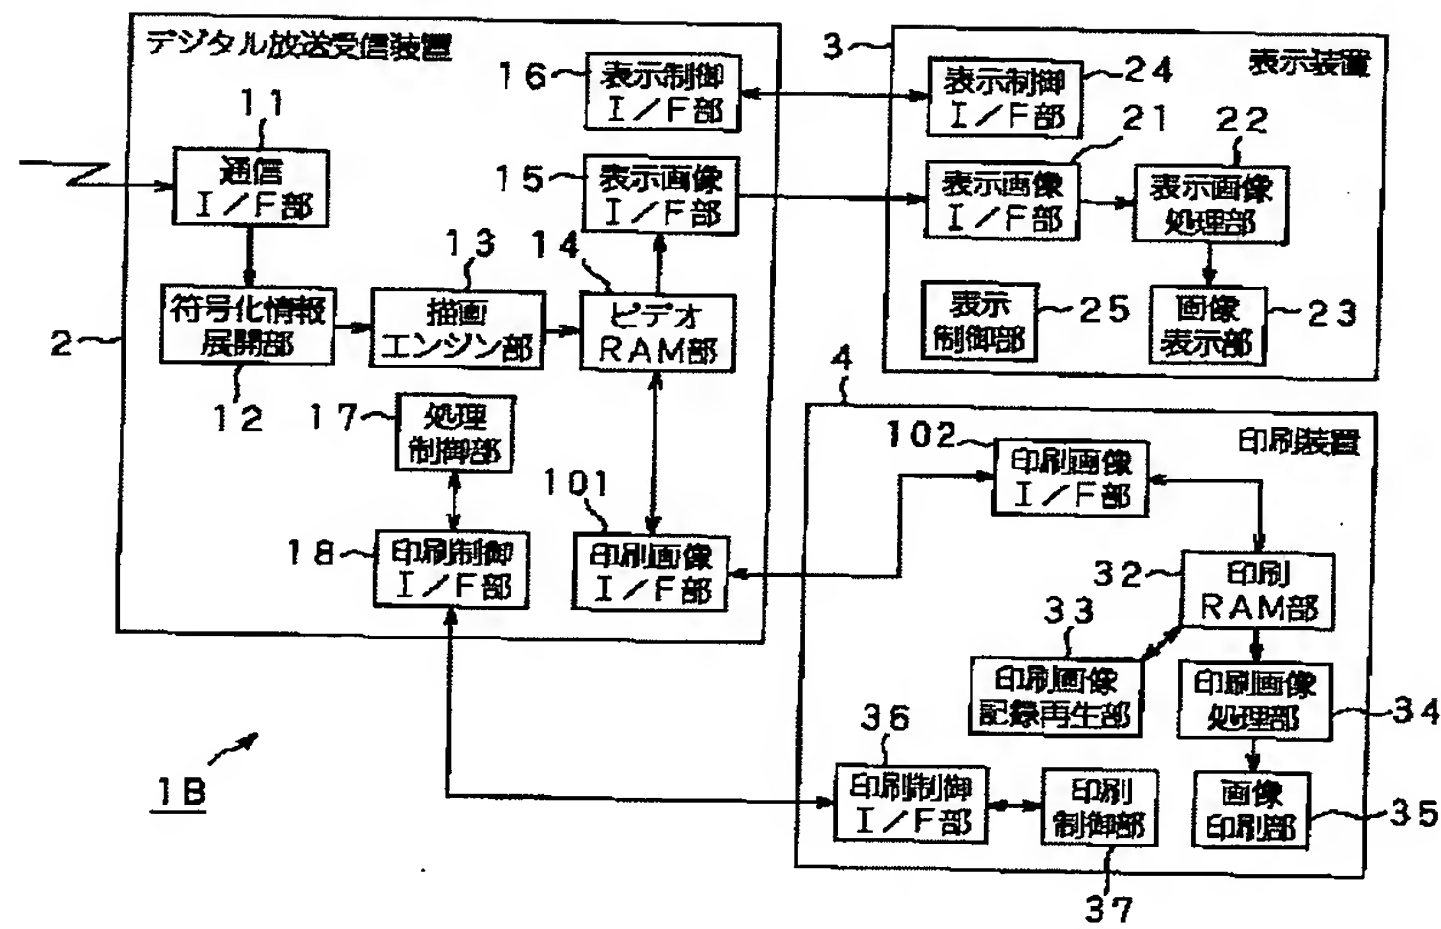 デジタル放送受信装置
16
表示制御
I/F部
11
通信
I/F部
15
表示画像
I/F部
13
14
符号化情報
展開部
描画
エンジン部
ビデオ
RAM部
2
12
17
処理
制御部
101
18
印刷制御
I/F部
印刷画像
I/F部
3
表示装置
表示制御
I/F部
24
21
22
表示画像
I/F部
表示画像
処理部
表示
制御部
25
画像
表示部
23
4
印刷装置
102
印刷画像
I/F部
32
印刷
RAM部
33
印刷画像
記録再生部
印刷画像
処理部
34
36
印刷制御
I/F部
印刷
制御部
画像
印刷部
35
37
1B